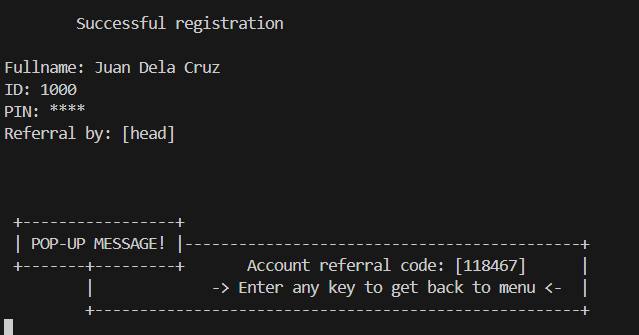 Successful registration
Fullname: Juan Dela Cruz
ID: 1000
PIN: ****
Referral by: [head]
POP-UP MESSAGE!
Account referral code: [118467]
-> Enter any key to get back to menu <-